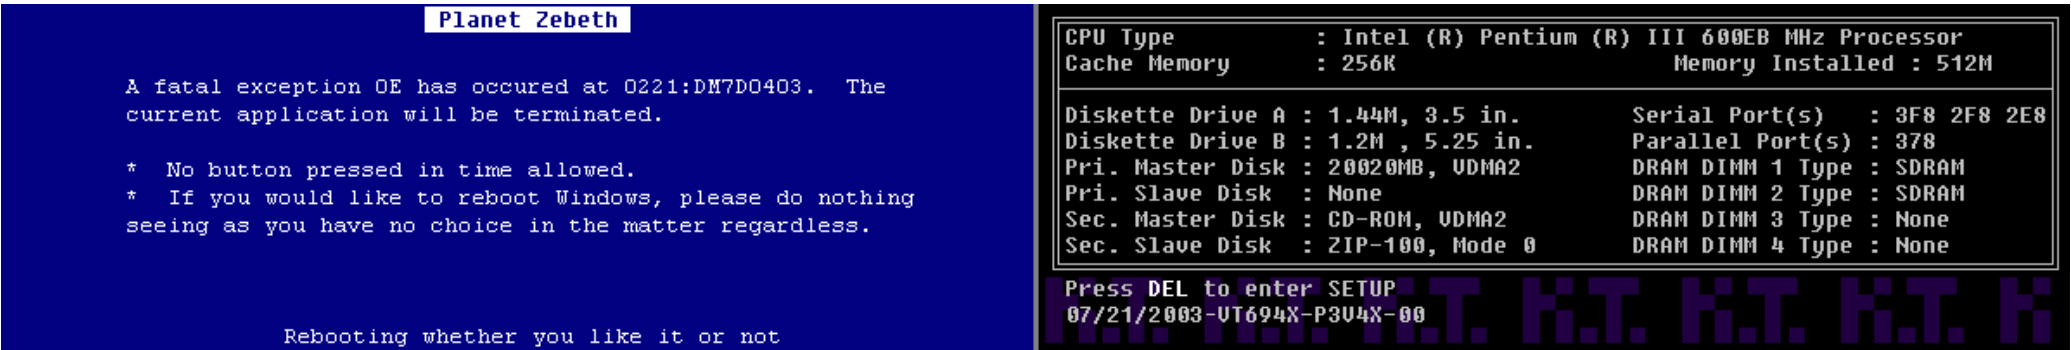 Planet Zebeth
A fatal exception 0E has occured at 0221:DM7D0403.  The
current application will be terminated.
*  No button pressed in time allowed.
*  If you would like to reboot Windows, please do nothing
seeing as you have no choice in the matter regardless.
Rebooting whether you like it or not
CPU Type : Intel (R) Pentium (R) III 600EB MHz Processor
Cache Memory : 256K Memory Installed : 512M
Diskette Drive A : 1.44M, 3.5 in. Serial Port(s) : 3F8 2F8 2E8
Diskette Drive B : 1.2M , 5.25 in. Parallel Port(s) : 378
Pri. Master Disk : 20020MB, VDMA2 DRAM DIMM 1 Type : SDRAM
Pri. Slave Disk : None DRAM DIMM 2 Type : SDRAM
Sec. Master Disk : CD-ROM, VDMA2 DRAM DIMM 3 Type : None
Sec. Slave Disk : ZIP-100, Mode 0 DRAM DIMM 4 Type : None
Press DEL to enter SETUP
07/21/2003-VT694X-P3V4X-00
K.T. K.T. K.T. K.T. K.T. K